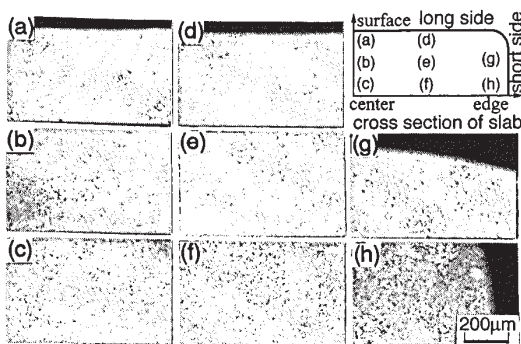 (a)
(d)
surface long side
(a) (d)
(b) (e) (g)
(c) (f) (h)
short side
center edge
cross section of slab
(b)
(e)
(g)
(c)
(f)
(h)
200μm